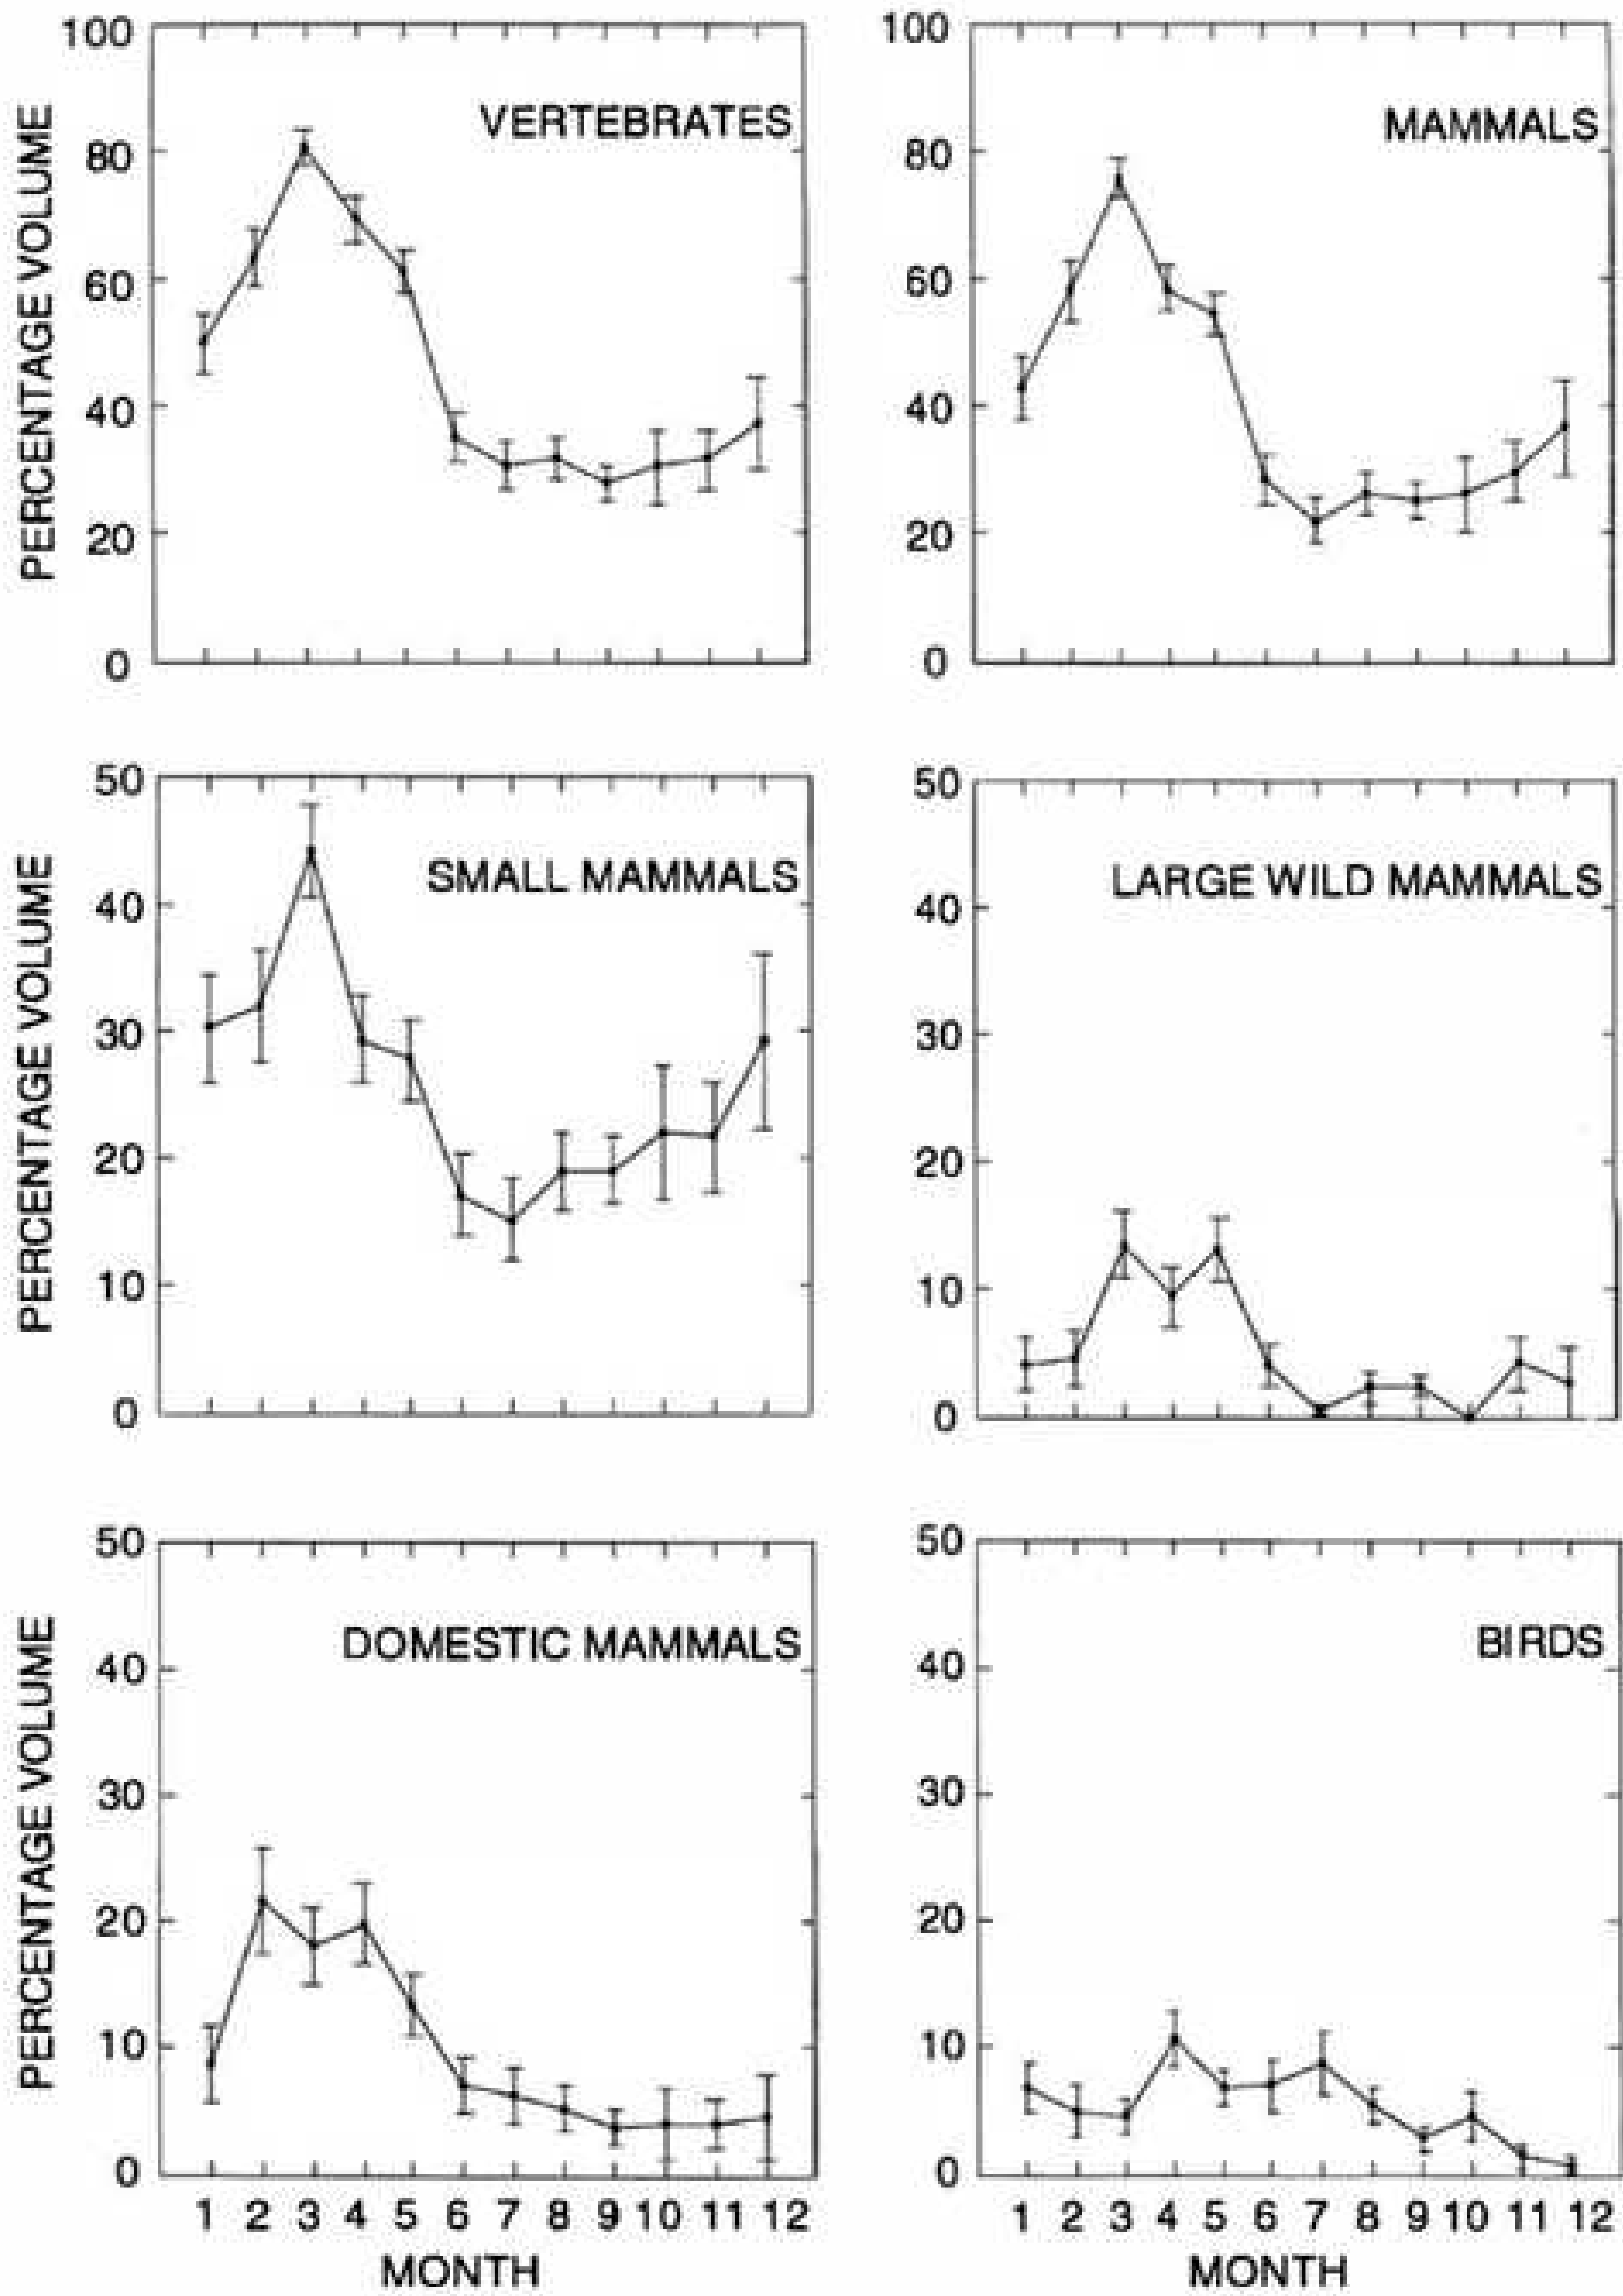 100
80
60
40
20
0
PERCENTAGE VOLUME
VERTEBRATES
100
80
60
40
20
0
MAMMALS
50
40
30
20
10
0
PERCENTAGE VOLUME
SMALL MAMMALS
50
40
30
20
10
0
LARGE WILD MAMMALS
50
40
30
20
10
0
PERCENTAGE VOLUME
DOMESTIC MAMMALS
1 2 3 4 5 6 7 8 9 10 11 12
MONTH
50
40
30
20
10
0
BIRDS
1 2 3 4 5 6 7 8 9 10 11 12
MONTH